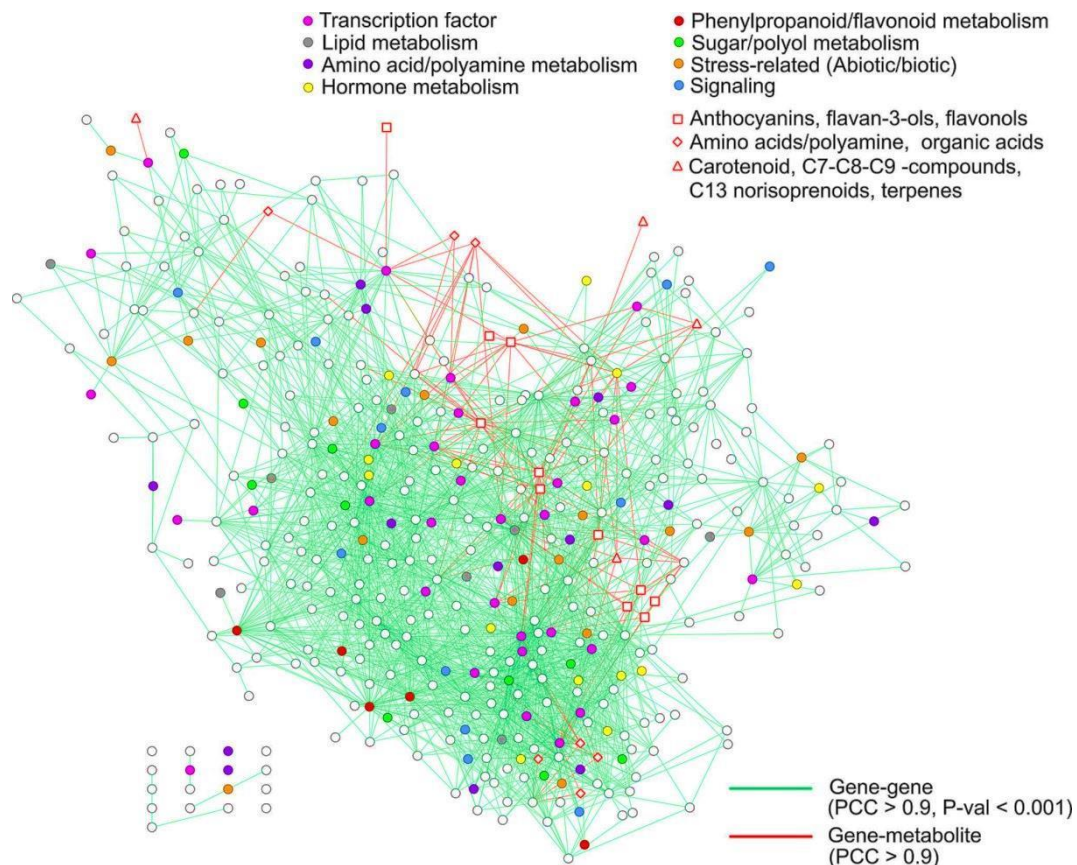 Transcription factor
Lipid metabolism
Amino acid/polyamine metabolism
Hormone metabolism
Phenylpropanoid/flavonoid metabolism
Sugar/polyol metabolism
Stress-related (Abiotic/biotic)
Signaling
Anthocyanins, flavan-3-ols, flavonols
Amino acids/polyamine, organic acids
Carotenoid, C7-C8-C9 -compounds,
C13 norisoprenoids, terpenes
Gene-gene
(PCC > 0.9, P-val < 0.001)
Gene-metabolite
(PCC > 0.9)